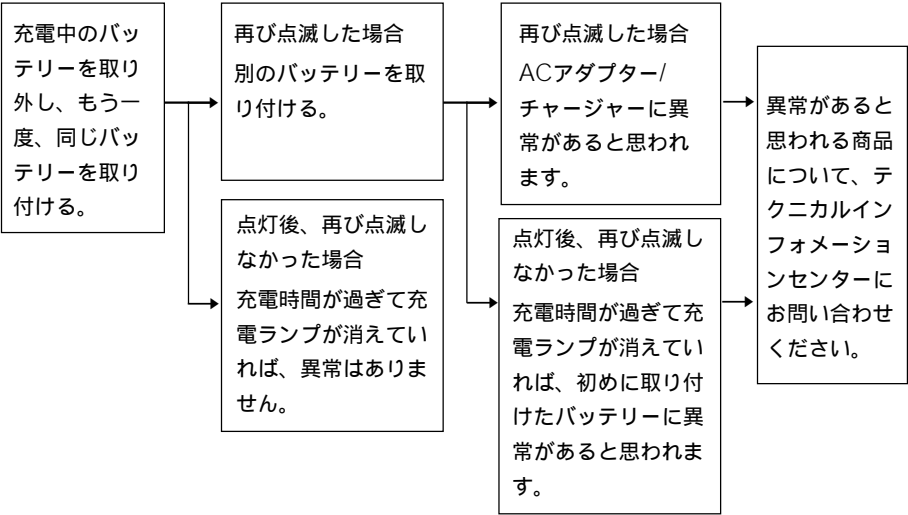 充電中のバッ
テリーを取り
外し、もう一
度、同じバッ
テリーを取り
付ける。
再び点滅した場合
別のバッテリーを取
り付ける。
点灯後、再び点滅し
なかった場合
充電時間が過ぎて充
電ランプが消えてい
れば、異常はありま
せん。
再び点滅した場合
ACアダプター/
チャージャーに異
常があると思われ
ます。
点灯後、再び点滅し
なかった場合
充電時間が過ぎて充
電ランプが消えてい
れば、初めに取り付
けたバッテリーに異
常があると思われま
す。
異常があると
思われる商品
について、テ
クニカルイン
フォメーショ
ンセンターに
お問い合わせ
ください。